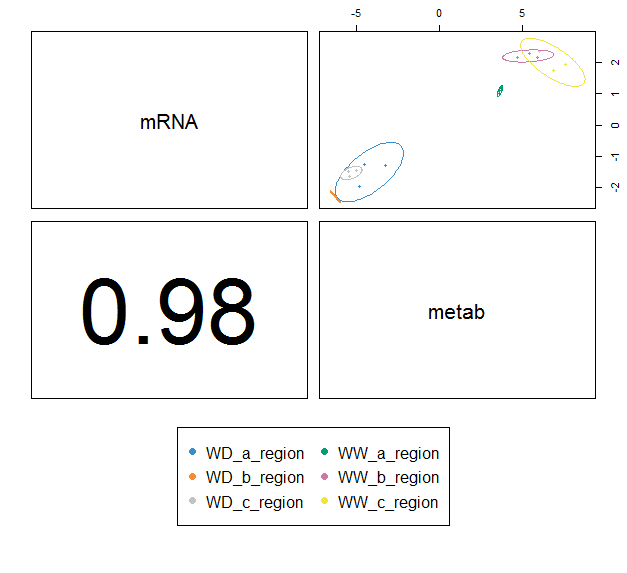 -5 0 5
mRNA
2
1
0
-1
-2
0.98
metab
WD_a_region WW_a_region
WD_b_region WW_b_region
WD_c_region WW_c_region